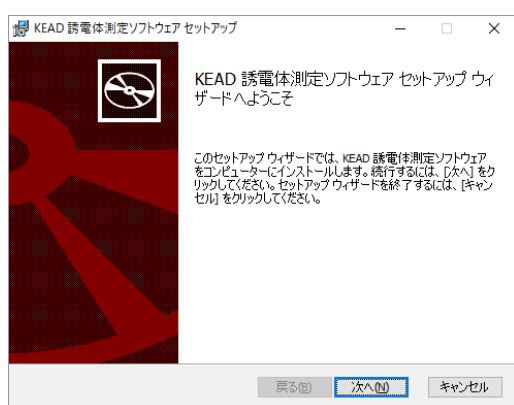 KEAD 誘電体測定ソフトウェア セットアップ
KEAD 誘電体測定ソフトウェア セットアップ ウィ
ザードへようこそ
このセットアップ ウィザードでは、KEAD 誘電体測定ソフトウェア
をコンピューターにインストールします。続行するには、[次へ] をク
リックしてください。セットアップ ウィザードを終了するには、[キャン
セル] をクリックしてください。
戻る(B) 次へ(N) キャンセル